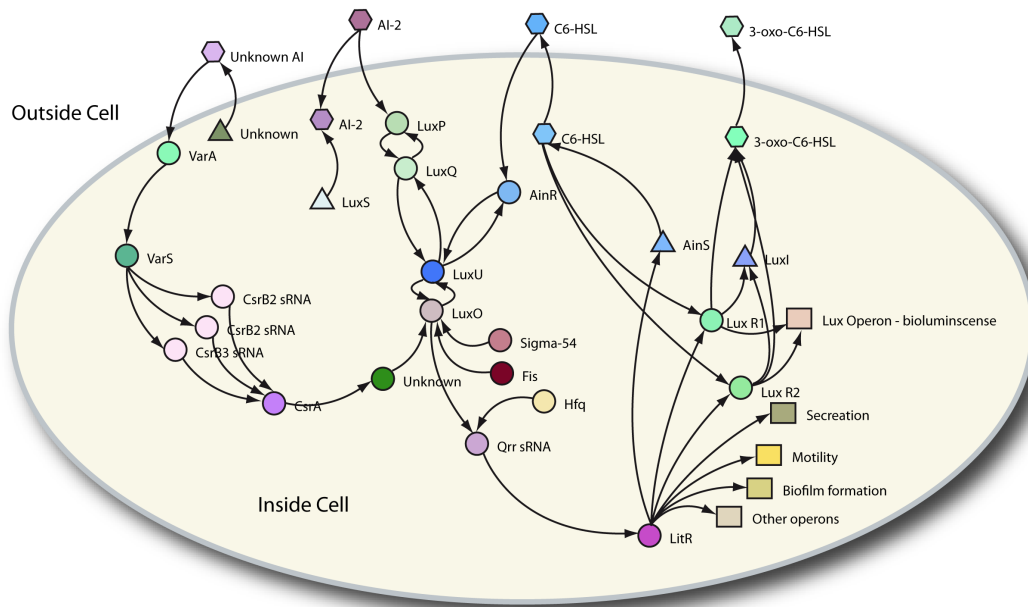 AI-2
C6-HSL
3-oxo-C6-HSL
Unknown AI
Outside Cell
AI-2
LuxP
Unknown
C6-HSL
3-oxo-C6-HSL
VarA
LuxQ
AinR
LuxS
AinS
VarS
LuxI
LuxU
CsrB2 sRNA
LuxO
Lux R1
Lux Operon - bioluminscense
CsrB2 sRNA
Sigma-54
CsrB3 sRNA
Fis
Unknown
Lux R2
CsrA
Hfq
Secreation
Qrr sRNA
Motility
Biofilm formation
Inside Cell
Other operons
LitR